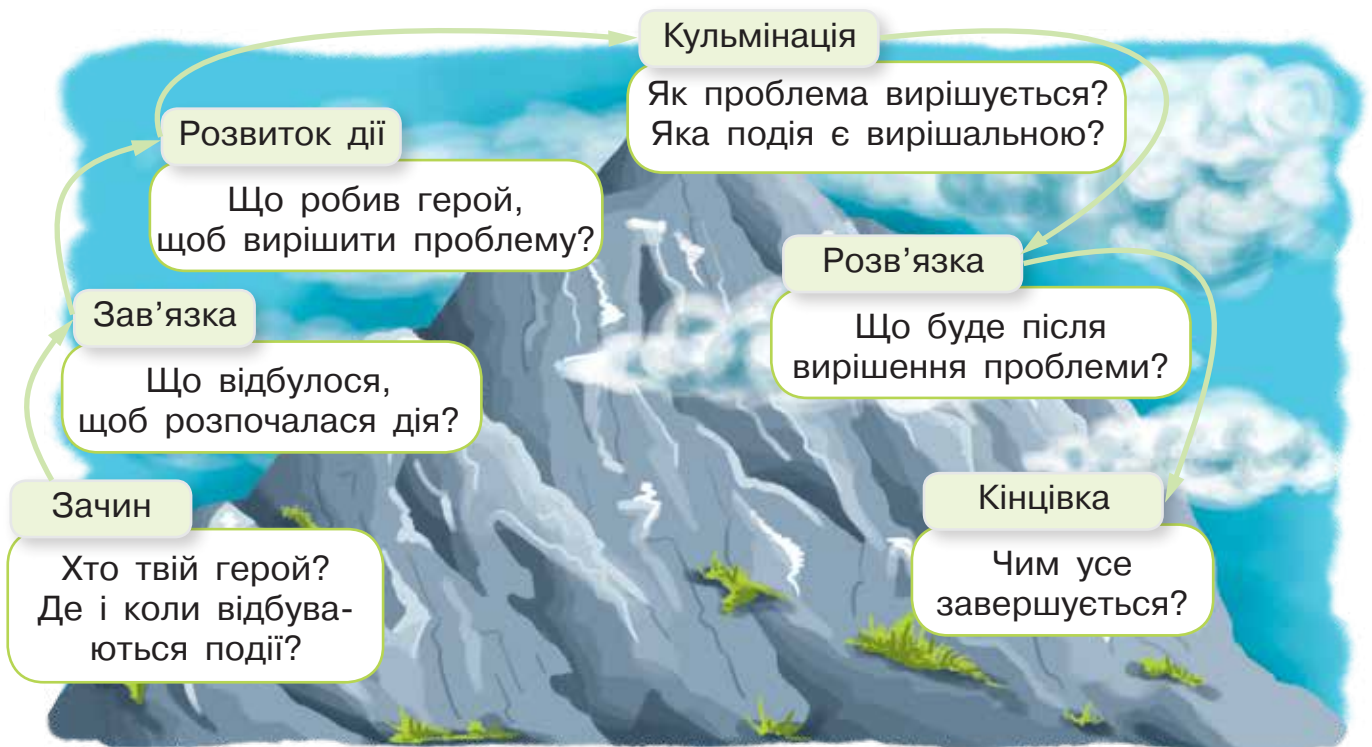 Зачин
Хто твій герой?
Де і коли відбува-
ються події?
Зав’язка
Що відбулося,
щоб розпочалася дія?
Розвиток дії
Що робив герой,
щоб вирішити проблему?
Кульмінація
Як проблема вирішується?
Яка подія є вирішальною?
Розв’язка
Що буде після
вирішення проблеми?
Кінцівка
Чим усе
завершується?